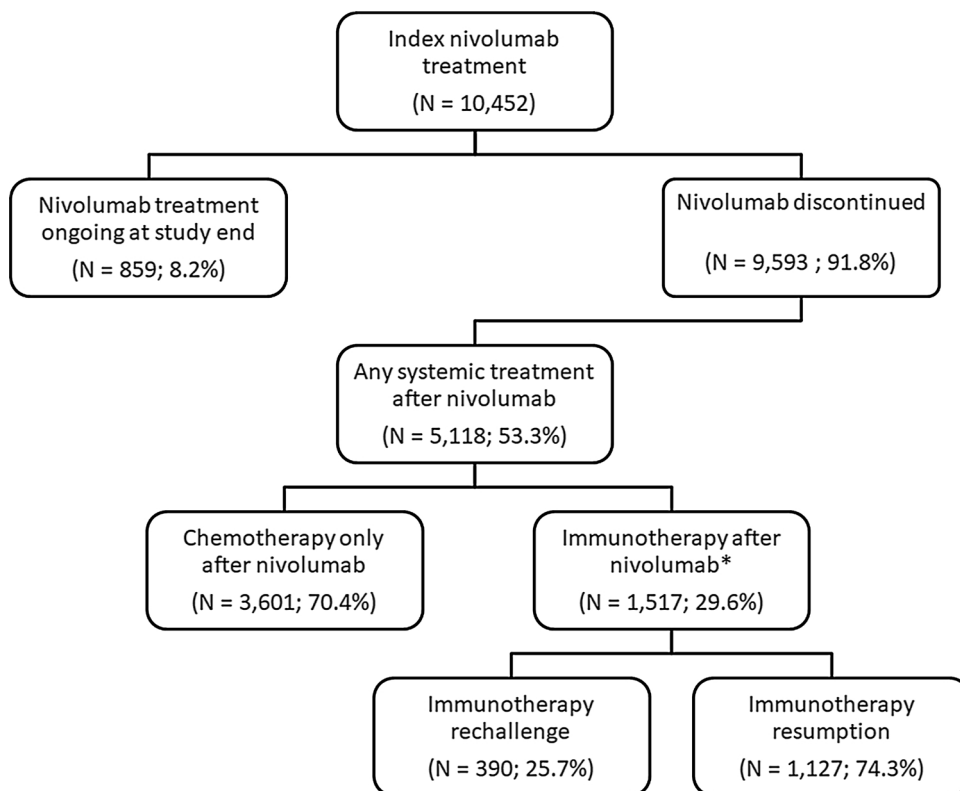 Index nivolumab
treatment
(N = 10,452)
Nivolumab treatment
ongoing at study end
(N = 859; 8.2%)
Nivolumab discontinued
(N = 9,593 ; 91.8%)
Any systemic treatment
after nivolumab
(N = 5,118; 53.3%)
Chemotherapy only
after nivolumab
(N = 3,601; 70.4%)
Immunotherapy after
nivolumab*
(N = 1,517; 29.6%)
Immunotherapy
rechallenge
(N = 390; 25.7%)
Immunotherapy
resumption
(N = 1,127; 74.3%)